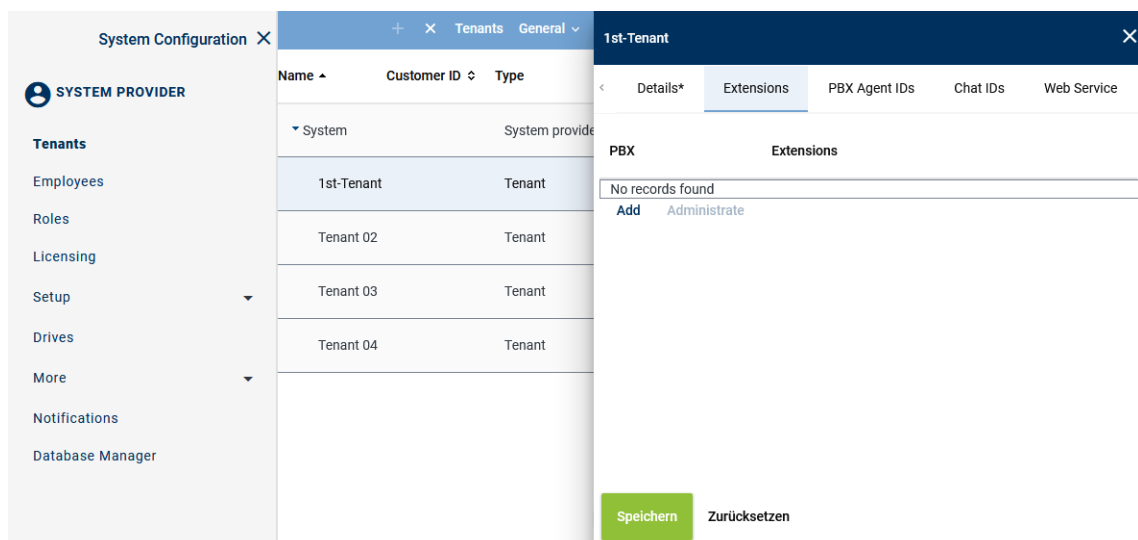 System Configuration
SYSTEM PROVIDER
Tenants
Employees
Roles
Licensing
Setup
Drives
More
Notifications
Database Manager
Tenants General
Name Customer ID Type
System System provide
1st-Tenant Tenant
Tenant 02 Tenant
Tenant 03 Tenant
Tenant 04 Tenant
1st-Tenant
Details* Extensions PBX Agent IDs Chat IDs Web Service
PBX Extensions
No records found
Add Administrate
Speichern Zurücksetzen